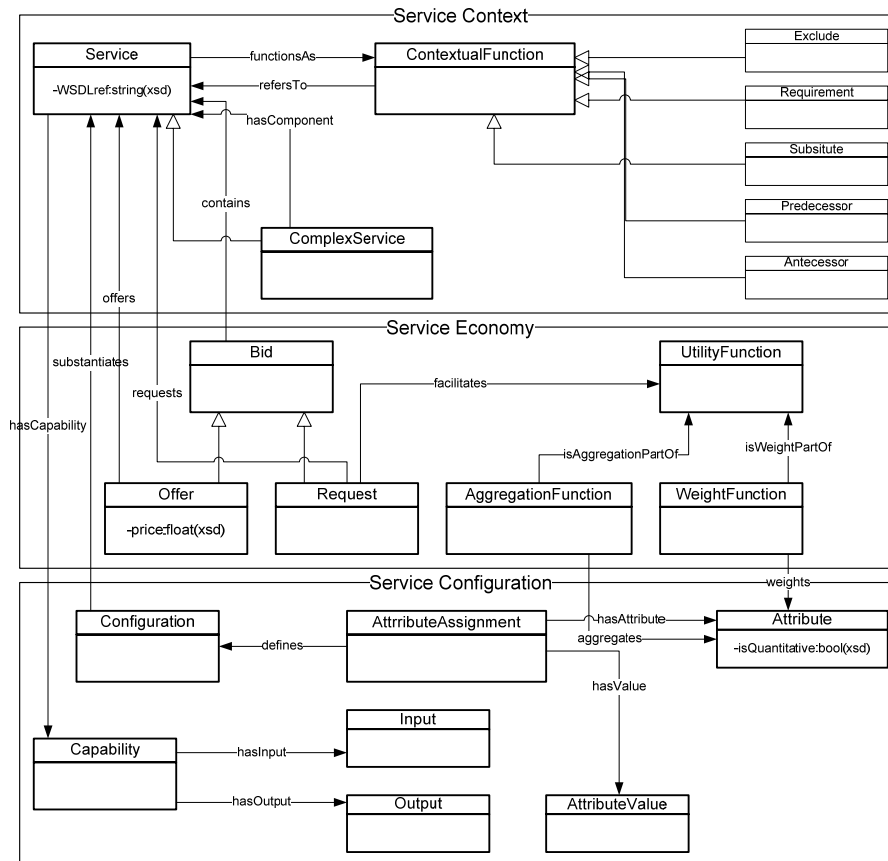 Service Context
Service
-WSDLref:string(xsd)
functionsAs
refersTo
hasComponent
ContextualFunction
Exclude
Requirement
Subsitute
Predecessor
Antecessor
contains
ComplexService
offers
Service Economy
substantiates
Bid
UtilityFunction
requests
facilitates
hasCapability
isAggregationPartOf
isWeightPartOf
Offer
-price:float(xsd)
Request
AggregationFunction
WeightFunction
Service Configuration
weights
Configuration
defines
AttrributeAssignment
hasAttribute
aggregates
Attribute
-isQuantitative:bool(xsd)
hasValue
Capability
hasInput
Input
hasOutput
Output
AttributeValue